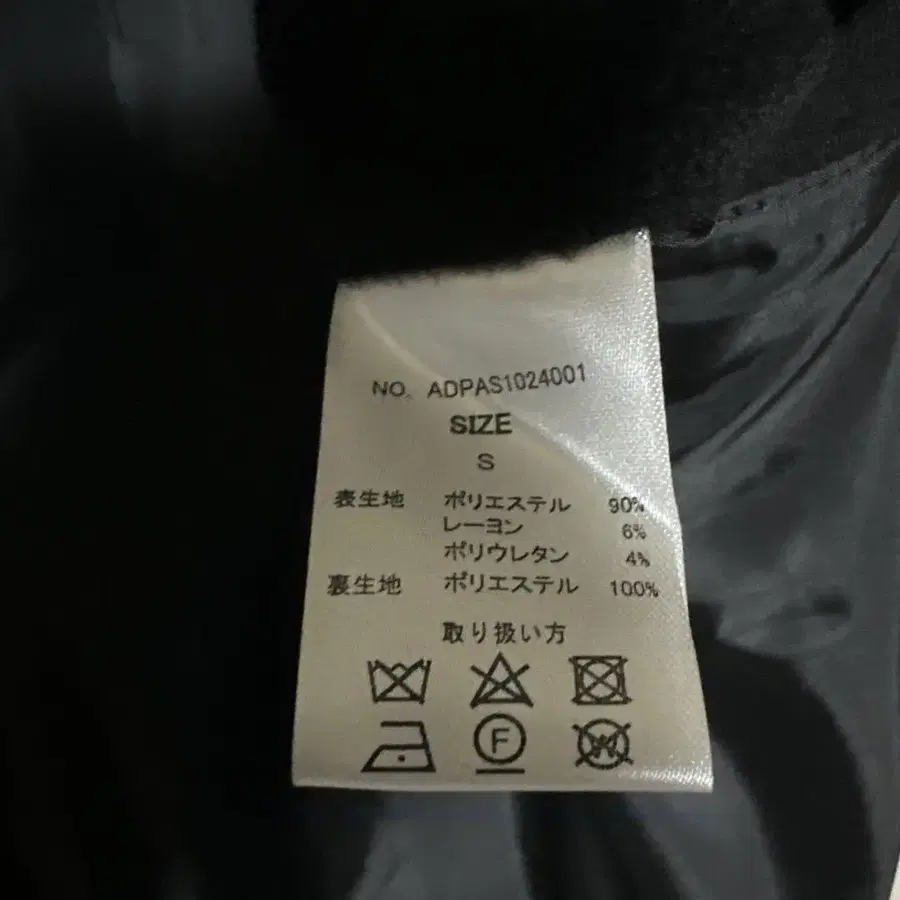 NO. ADPAS1024001
SIZE
S
表生地 ポリエステル 90%
レーヨン 6%
ポリウレタン 4%
裏生地 ポリエステル 100%
取り扱い方
F
W